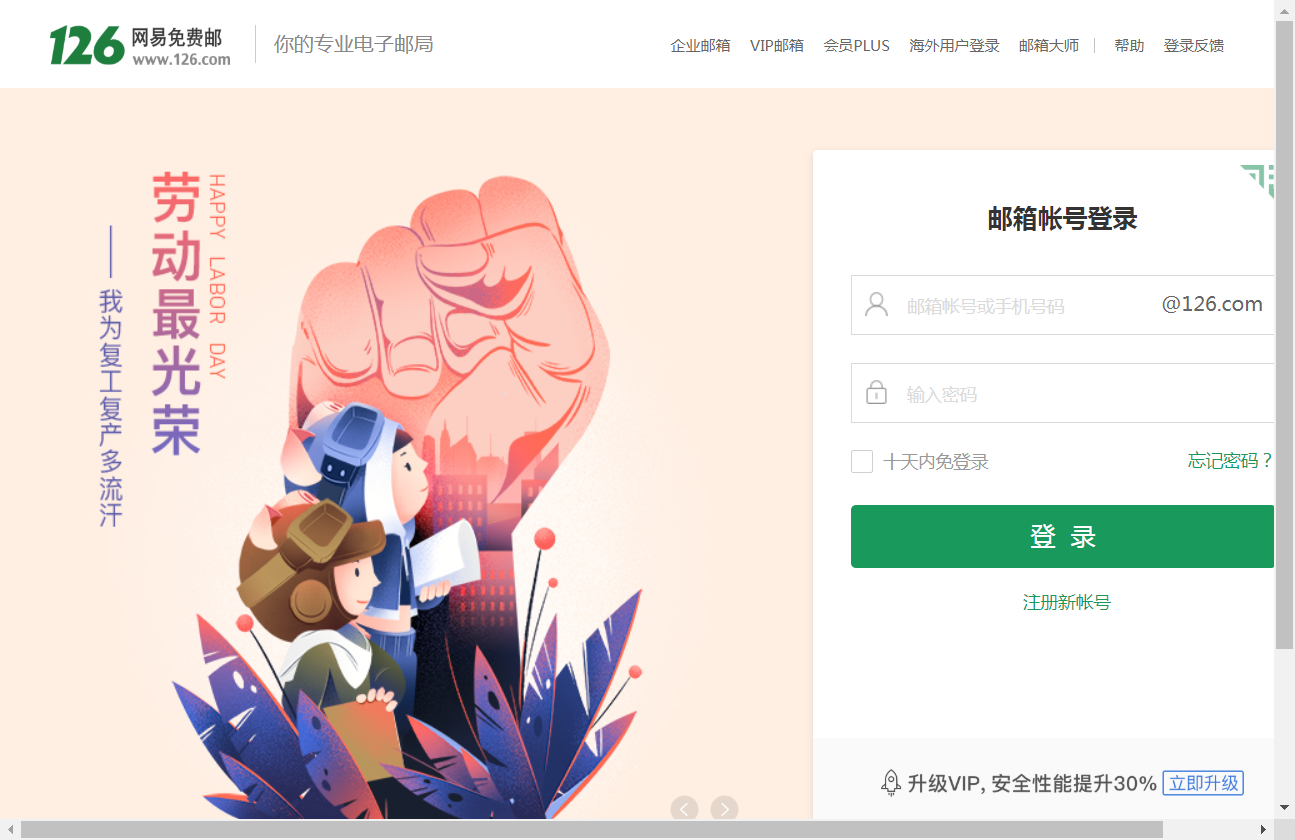 126 网易免费邮
www.126.com
你的专业电子邮局
企业邮箱 VIP邮箱 会员PLUS 海外用户登录 邮箱大师 帮助 登录反馈
劳动最光荣
HAPPY LABOR DAY
我为复工复产多流汗
邮箱帐号登录
邮箱帐号或手机号码 @126.com
输入密码
十天内免登录 忘记密码？
登 录
注册新帐号
升级VIP, 安全性能提升30% 立即升级